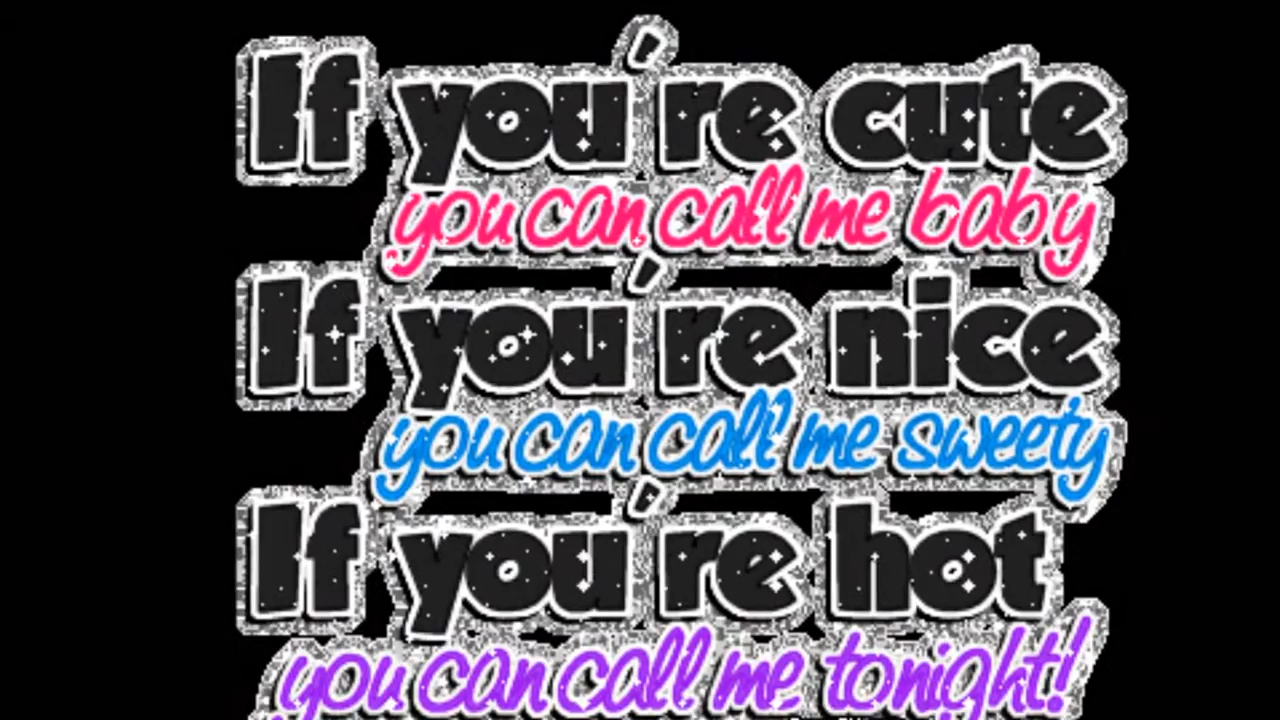 If you're cute
you can call me baby
If you're nice
you can call me sweety
If you're hot
you can call me tonight!